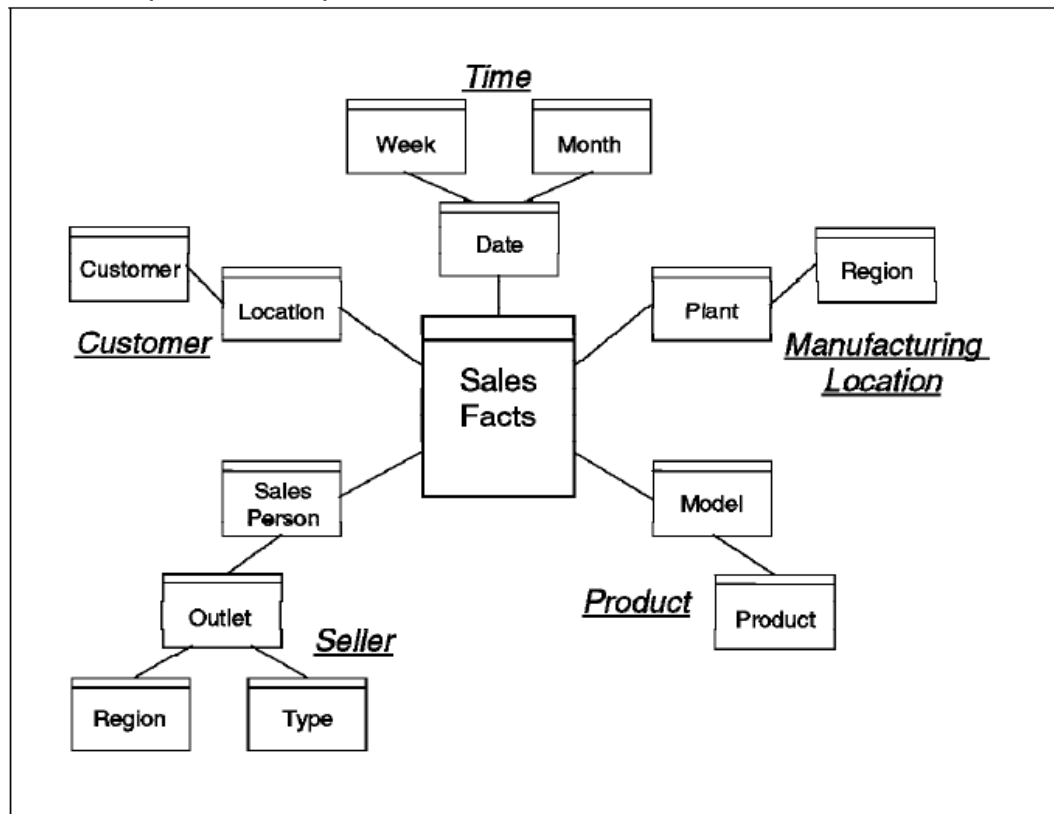 Time
Week
Month
Date
Customer
Location
Customer
Plant
Region
Manufacturing
Location
Sales
Facts
Sales
Person
Outlet
Seller
Region
Type
Model
Product
Product